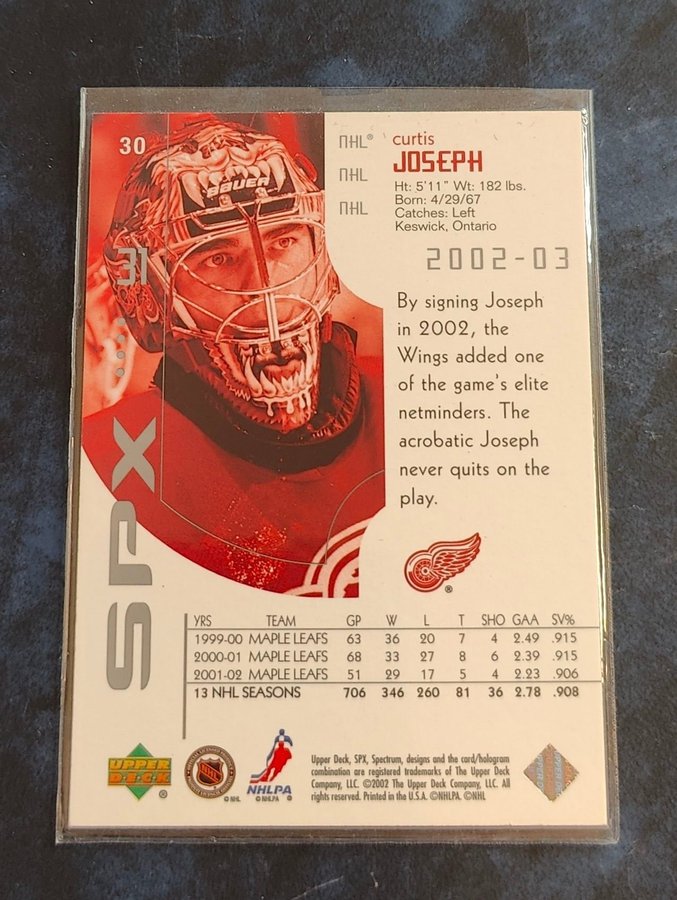 30
BAUER
31
SPX
NHL® curtis
NHL JOSEPH
NHL
Ht: 5'11" Wt: 182 lbs.
Born: 4/29/67
Catches: Left
Keswick, Ontario
2002-03
By signing Joseph
in 2002, the
Wings added one
of the game's elite
netminders. The
acrobatic Joseph
never quits on the
play.
®
YRS TEAM GP W L T SHO GAA SV%
1999-00 MAPLE LEAFS 63 36 20 7 4 2.49 .915
2000-01 MAPLE LEAFS 68 33 27 8 6 2.39 .915
2001-02 MAPLE LEAFS 51 29 17 5 4 2.23 .906
13 NHL SEASONS 706 346 260 81 36 2.78 .908
UPPER
DECK
®
NHL
© NHL
NHLPA
© NHLPA
Upper Deck, SPX, Spectrum, designs and the card/hologram
combination are registered trademarks of The Upper Deck
Company, LLC. ©2002 The Upper Deck Company, LLC. All
rights reserved. Printed in the U.S.A. ©NHLPA. ©NHL